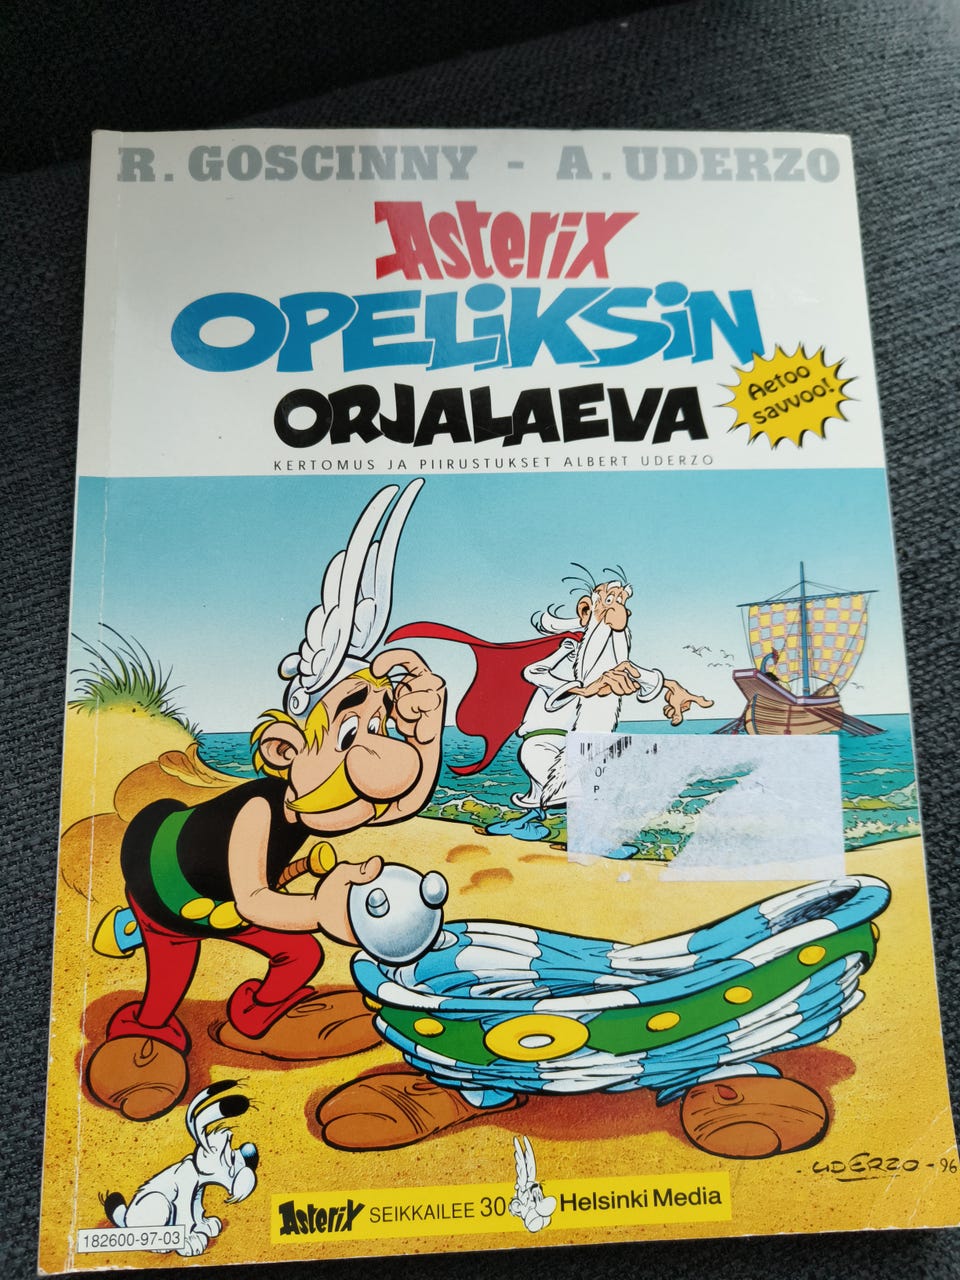 R. GOSCINNY - A. UDERZO
Asterix
OPELiKSiN
ORJALAEVA
Aetoo
savvoo!
KERTOMUS JA PIIRUSTUKSET ALBERT UDERZO
- UDERZO - 96
Asterix SEIKKAILEE 30 Helsinki Media
182600-97-03